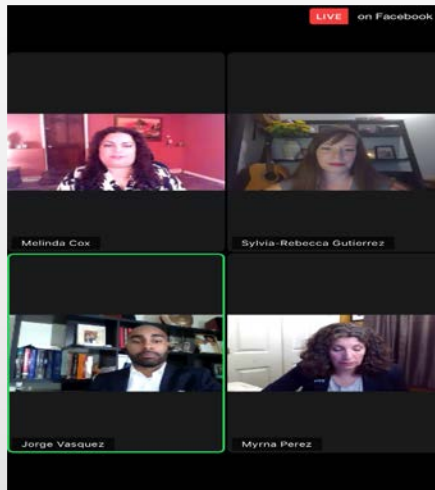 LIVE on Facebook
Melinda Cox
Sylvia-Rebecca Gutierrez
Jorge Vasquez
Myrna Perez